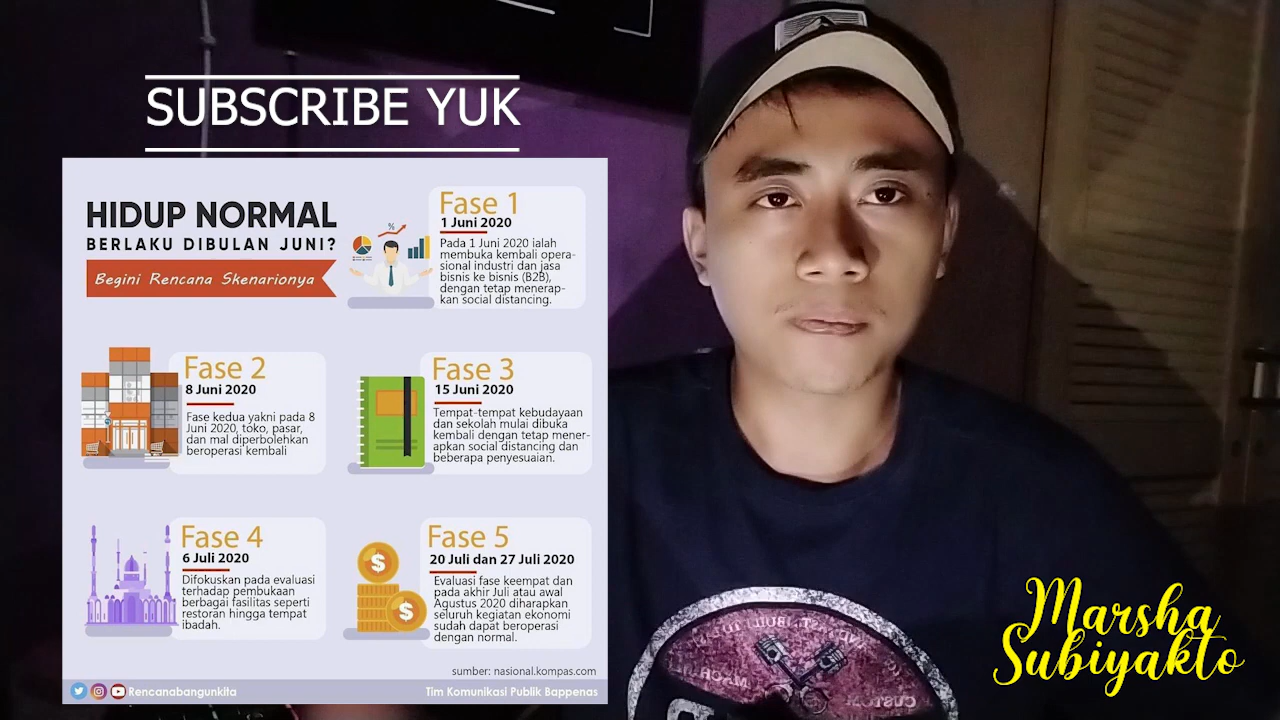 SUBSCRIBE YUK
HIDUP NORMAL
BERLAKU DIBULAN JUNI?
Begini Rencana Skenarionya
Fase 1
1 Juni 2020
Pada 1 Juni 2020 ialah
membuka kembali opera-
sional industri dan jasa
bisnis ke bisnis (B2B),
dengan tetap menerap-
kan social distancing.
Fase 2
8 Juni 2020
Fase kedua yakni pada 8
Juni 2020, toko, pasar,
dan mal diperbolehkan
beroperasi kembali
Fase 3
15 Juni 2020
Tempat-tempat kebudayaan
dan sekolah mulai dibuka
kembali dengan tetap mener-
apkan social distancing dan
beberapa penyesuaian.
Fase 4
6 Juli 2020
Difokuskan pada evaluasi
terhadap pembukaan
berbagai fasilitas seperti
restoran hingga tempat
ibadah.
Fase 5
20 Juli dan 27 Juli 2020
Evaluasi fase keempat dan
pada akhir Juli atau awal
Agustus 2020 diharapkan
seluruh kegiatan ekonomi
sudah dapat beroperasi
dengan normal.
sumber: nasional.kompas.com
Rencanabangunkita
Tim Komunikasi Publik Bappenas
Marsha
Subiyakto